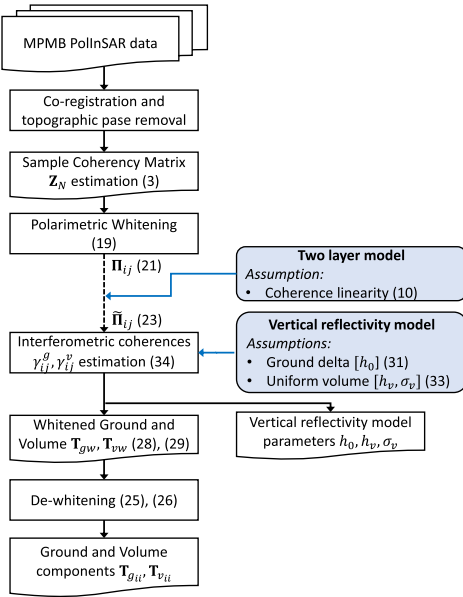 MPMB PolInSAR data
Co-registration and
topographic pase removal
Sample Coherency Matrix
𝐙_N estimation (3)
Polarimetric Whitening
(19)
𝚷_ij (21)
Two layer model
Assumption:
• Coherence linearity (10)
𝚷̃_ij (23)
Vertical reflectivity model
Assumptions:
• Ground delta [h_0] (31)
• Uniform volume [h_v, σ_v] (33)
Interferometric coherences
γ_ij^g, γ_ij^v estimation (34)
Whitened Ground and
Volume 𝐓_gw, 𝐓_vw (28), (29)
Vertical reflectivity model
parameters h_0, h_v, σ_v
De-whitening (25), (26)
Ground and Volume
components 𝐓_g_ii, 𝐓_v_ii